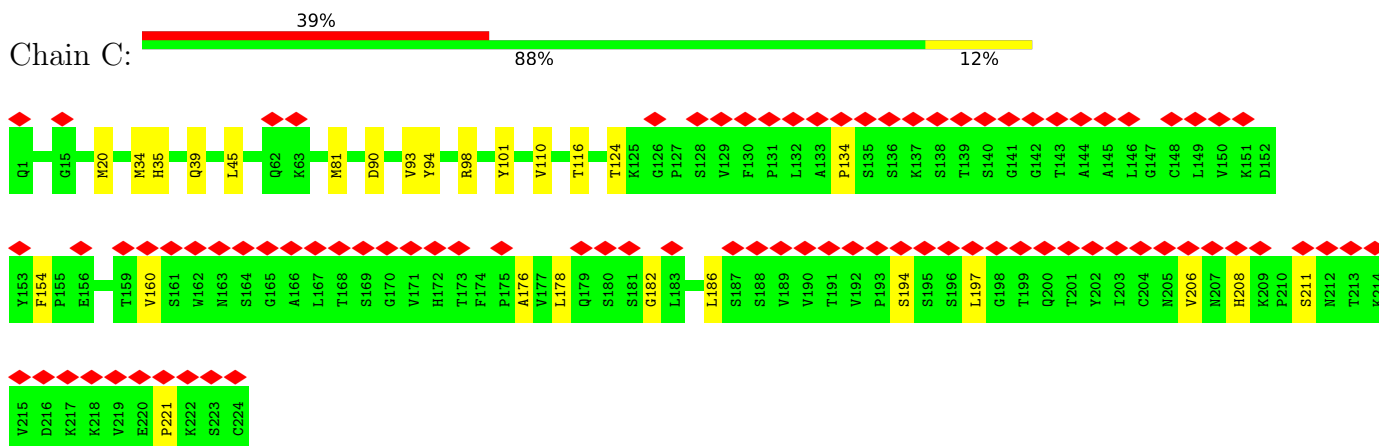 39%
Chain C:
88% 12%
Q1 G15 M20 M34 H35 Q39 L45 Q62 K63 M81 D90 V93 Y94 R98 Y101 V110 T116 T124 K125 G126 P127 S128 V129 F130 P131 L132 A133 P134 S135 S136 K137 S138 T139 S140 G141 G142 T143 A144 A145 L146 G147 C148 L149 V150 K151 D152
Y153 F154 P155 E156 T159 V160 S161 W162 N163 S164 G165 A166 L167 T168 S169 G170 V171 H172 T173 F174 P175 A176 V177 L178 Q179 S180 S181 G182 L183 L186 S187 S188 V189 V190 T191 V192 P193 S194 S195 S196 L197 G198 T199 Q200 T201 Y202 I203 C204 N205 V206 N207 H208 K209 P210 S211 N212 T213 K214
V215 D216 K217 K218 V219 E220 P221 K222 S223 C224